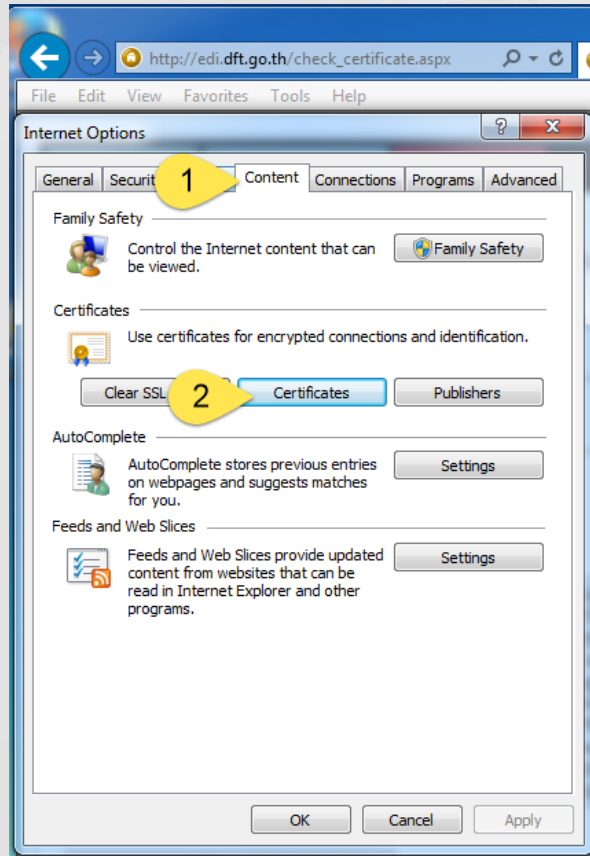 http://edi.dft.go.th/check_certificate.aspx
File Edit View Favorites Tools Help
Internet Options
General 1 Content Connections Programs Advanced
Family Safety
Control the Internet content that can
be viewed.
Family Safety
Certificates
Use certificates for encrypted connections and identification.
Clear SSL 2 Certificates Publishers
AutoComplete
AutoComplete stores previous entries
on webpages and suggests matches
for you.
Settings
Feeds and Web Slices
Feeds and Web Slices provide updated
content from websites that can be
read in Internet Explorer and other
programs.
Settings
OK Cancel Apply